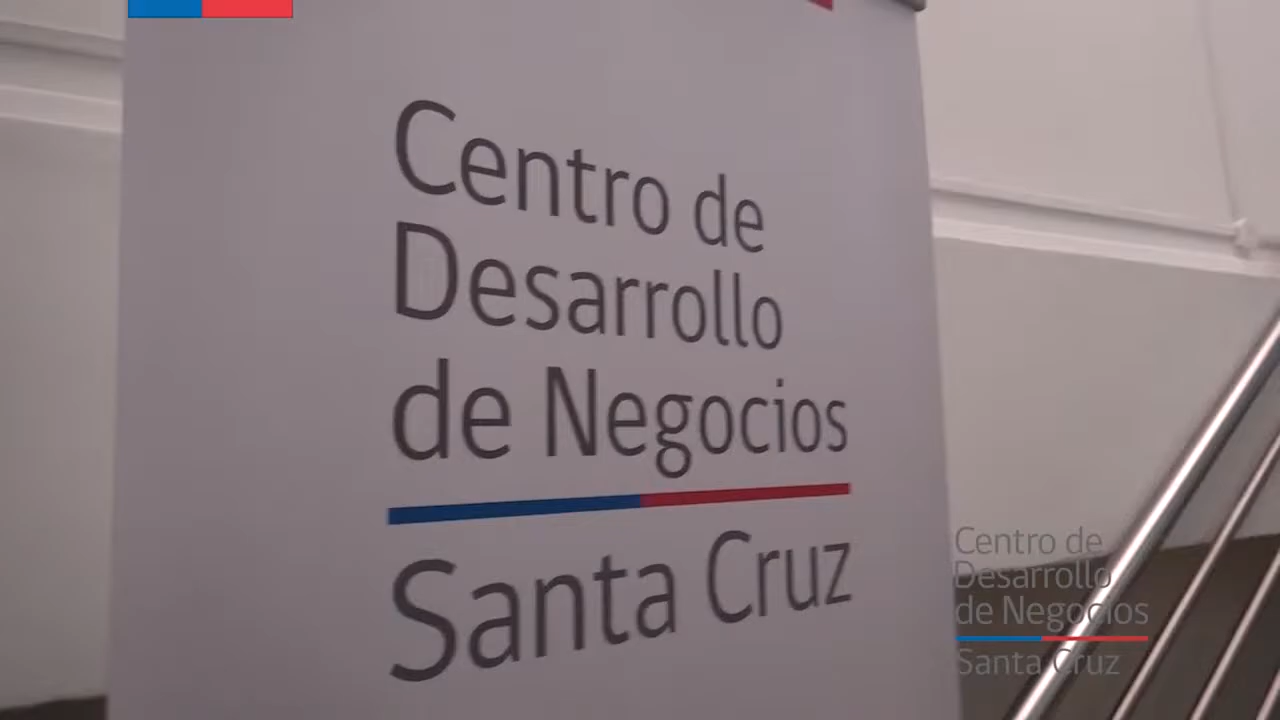 Centro de
Desarrollo
de Negocios
Santa Cruz
Centro de
Desarrollo
de Negocios
Santa Cruz